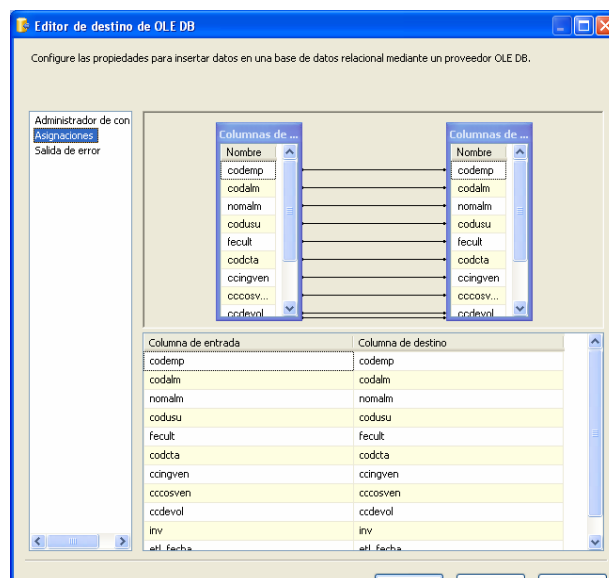 Editor de destino de OLE DB
Configure las propiedades para insertar datos en una base de datos relacional mediante un proveedor OLE DB.
Administrador de con
Asignaciones
Salida de error
Columnas de ...
Nombre
codemp
codalm
nomalm
codusu
fecult
codcta
ccingven
cccosv...
ccdevol
Columnas de ...
Nombre
codemp
codalm
nomalm
codusu
fecult
codcta
ccingven
cccosv...
ccdevol
Columna de entrada Columna de destino
codemp codemp
codalm codalm
nomalm nomalm
codusu codusu
fecult fecult
codcta codcta
ccingven ccingven
cccosven cccosven
ccdevol ccdevol
inv inv
etl_fecha etl_fecha